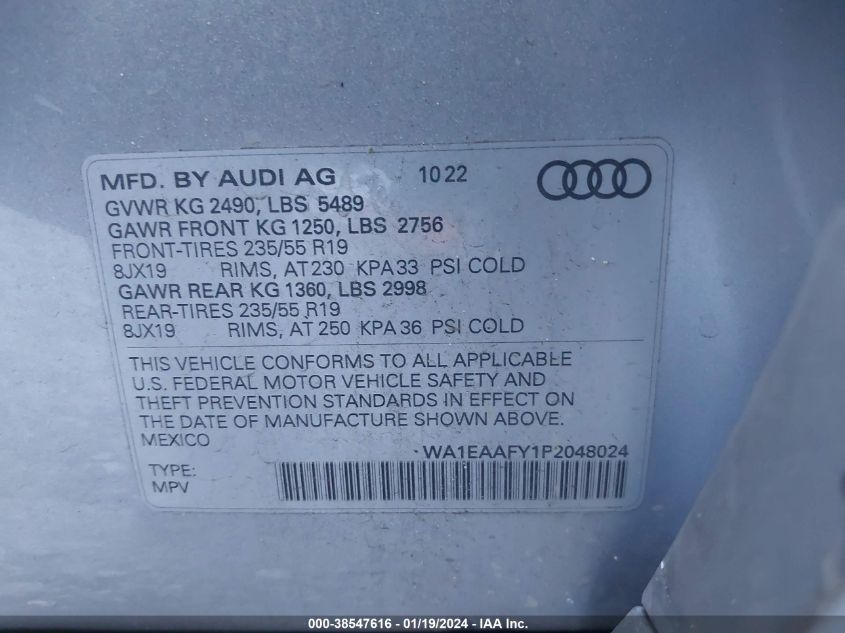 MFD. BY AUDI AG 10 22
GVWR KG 2490, LBS 5489
GAWR FRONT KG 1250, LBS 2756
FRONT-TIRES 235/55 R19
8JX19 RIMS, AT 230 KPA 33 PSI COLD
GAWR REAR KG 1360, LBS 2998
REAR-TIRES 235/55 R19
8JX19 RIMS, AT 250 KPA 36 PSI COLD
THIS VEHICLE CONFORMS TO ALL APPLICABLE
U.S. FEDERAL MOTOR VEHICLE SAFETY AND
THEFT PREVENTION STANDARDS IN EFFECT ON
THE DATE OF MANUFACTURE SHOWN ABOVE.
MEXICO
· WA1EAAFY1P2048024
TYPE:
MPV
000-38547616 - 01/19/2024 - IAA Inc.